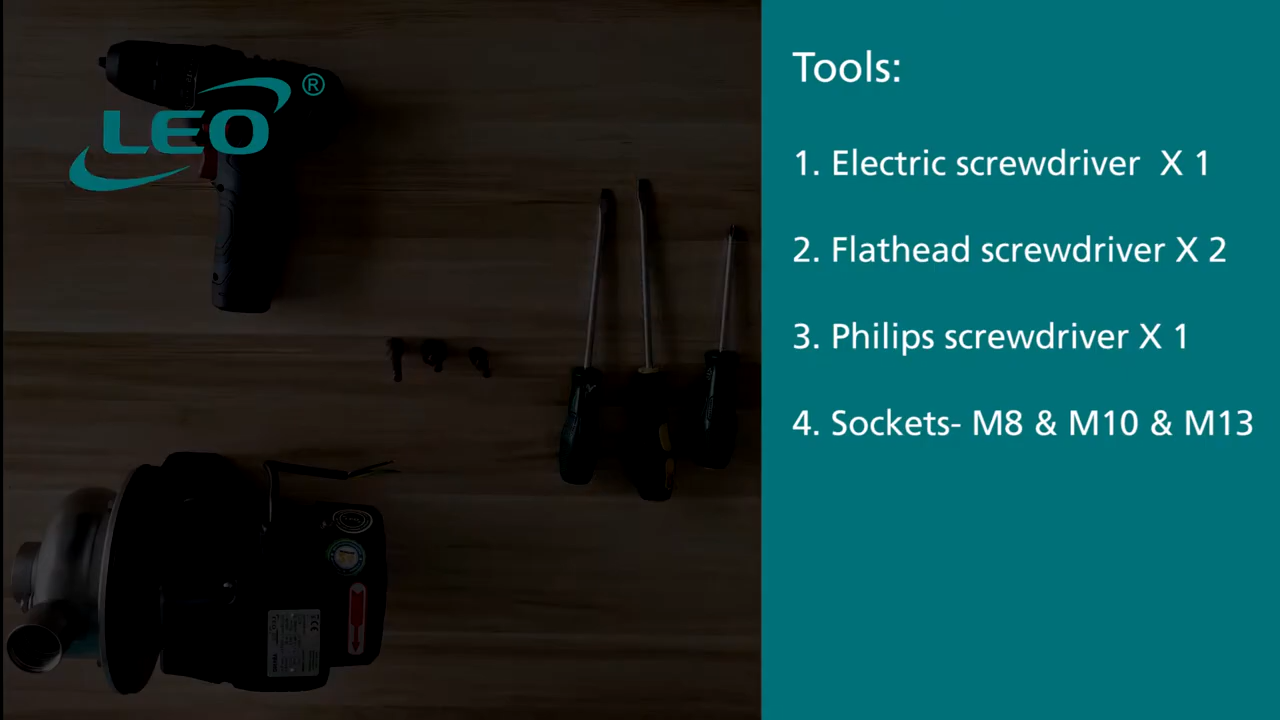 LEO ®
Tools:
1. Electric screwdriver X 1
2. Flathead screwdriver X 2
3. Philips screwdriver X 1
4. Sockets- M8 & M10 & M13